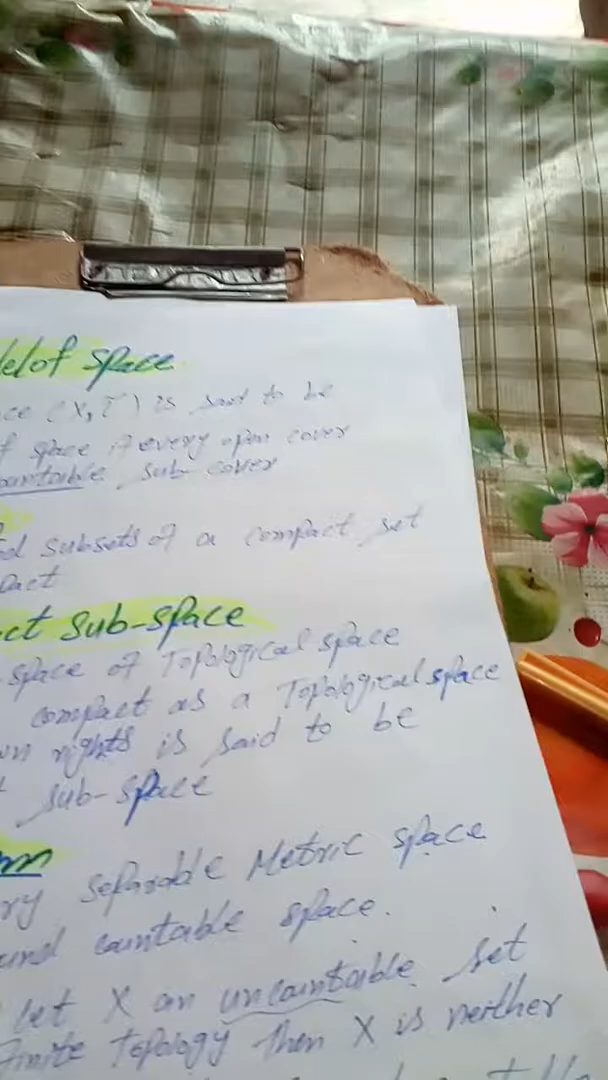 delof space
ce (X, T) is said to be
f space if every open cover
countable sub-cover
ed subsets of a compact set
pact
ct Sub-space
space of Topological space
compact as a Topological space
wn rights is said to be
t sub-space
m
ry Separable Metric space
ound countable space.
let X an uncountable set
finite topology then X is neither